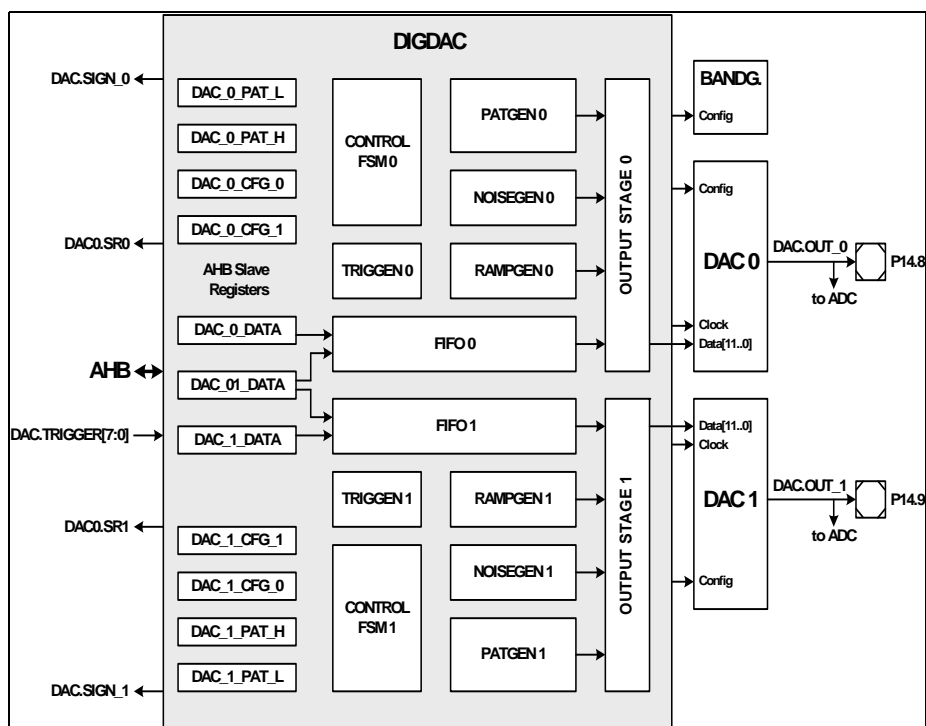 DIGDAC
DAC.SIGN_0
DAC_0_PAT_L
DAC_0_PAT_H
DAC_0_CFG_0
DAC_0_CFG_1
DAC0.SR0
AHB Slave
Registers
CONTROL
FSM 0
TRIGGEN 0
PATGEN 0
NOISEGEN 0
RAMPGEN 0
OUTPUT STAGE 0
BANDG.
Config
Config
DAC 0
Clock
Data[11..0]
DAC.OUT_0
P14.8
to ADC
DAC_0_DATA
FIFO 0
AHB
DAC_01_DATA
DAC.TRIGGER[7:0]
DAC_1_DATA
FIFO 1
TRIGGEN 1
RAMPGEN 1
OUTPUT STAGE 1
Data[11..0]
Clock
DAC 1
Config
DAC.OUT_1
P14.9
to ADC
DAC0.SR1
DAC_1_CFG_1
DAC_1_CFG_0
DAC_1_PAT_H
DAC_1_PAT_L
CONTROL
FSM 1
NOISEGEN 1
PATGEN 1
DAC.SIGN_1